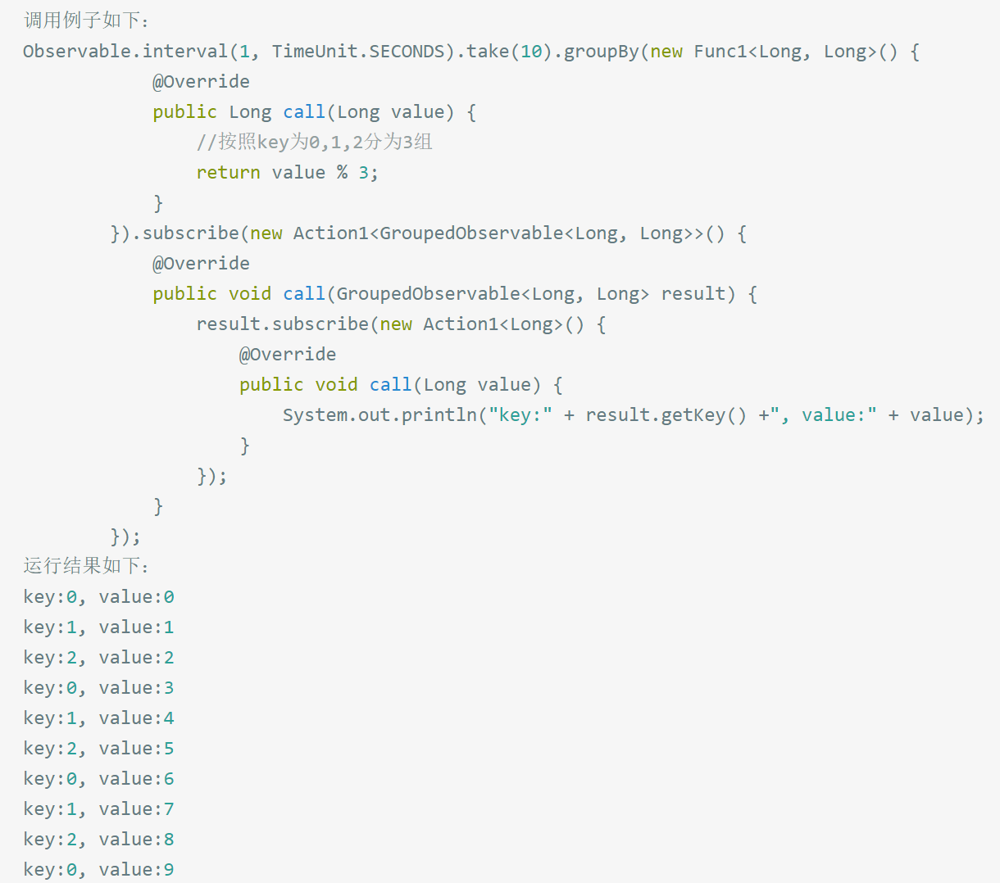 调用例子如下：
Observable.interval(1, TimeUnit.SECONDS).take(10).groupBy(new Func1<Long, Long>() {
            @Override
            public Long call(Long value) {
                //按照key为0,1,2分为3组
                return value % 3;
            }
        }).subscribe(new Action1<GroupedObservable<Long, Long>>() {
            @Override
            public void call(GroupedObservable<Long, Long> result) {
                result.subscribe(new Action1<Long>() {
                    @Override
                    public void call(Long value) {
                        System.out.println("key:" + result.getKey() +", value:" + value);
                    }
                });
            }
        });
运行结果如下：
key:0, value:0
key:1, value:1
key:2, value:2
key:0, value:3
key:1, value:4
key:2, value:5
key:0, value:6
key:1, value:7
key:2, value:8
key:0, value:9